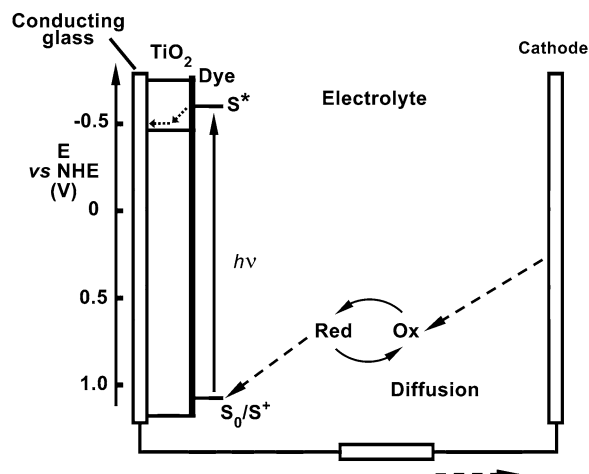 Conducting
glass
TiO2
Dye
Cathode
S*
Electrolyte
-0.5
E
vs NHE
(V)
0
hν
0.5
Red
Ox
1.0
Diffusion
S0/S+